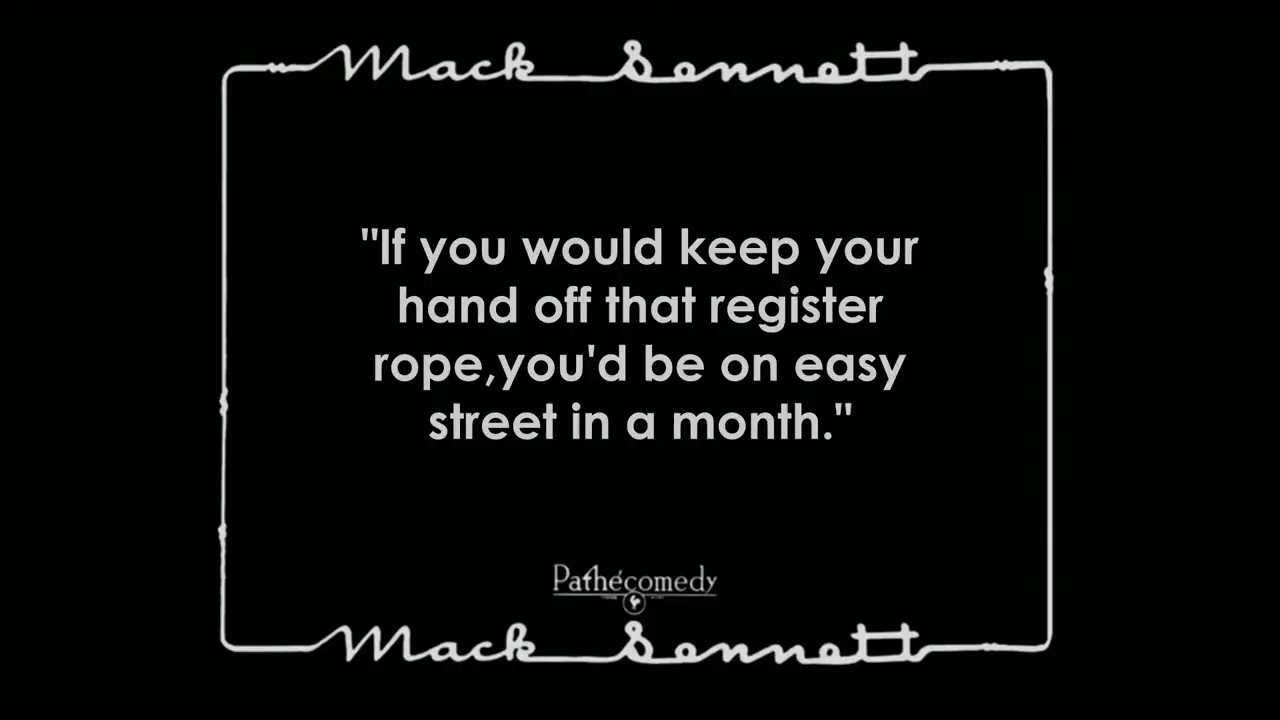 Mack Sennett
"If you would keep your
hand off that register
rope,you'd be on easy
street in a month."
Pathécomedy
Mack Sennett